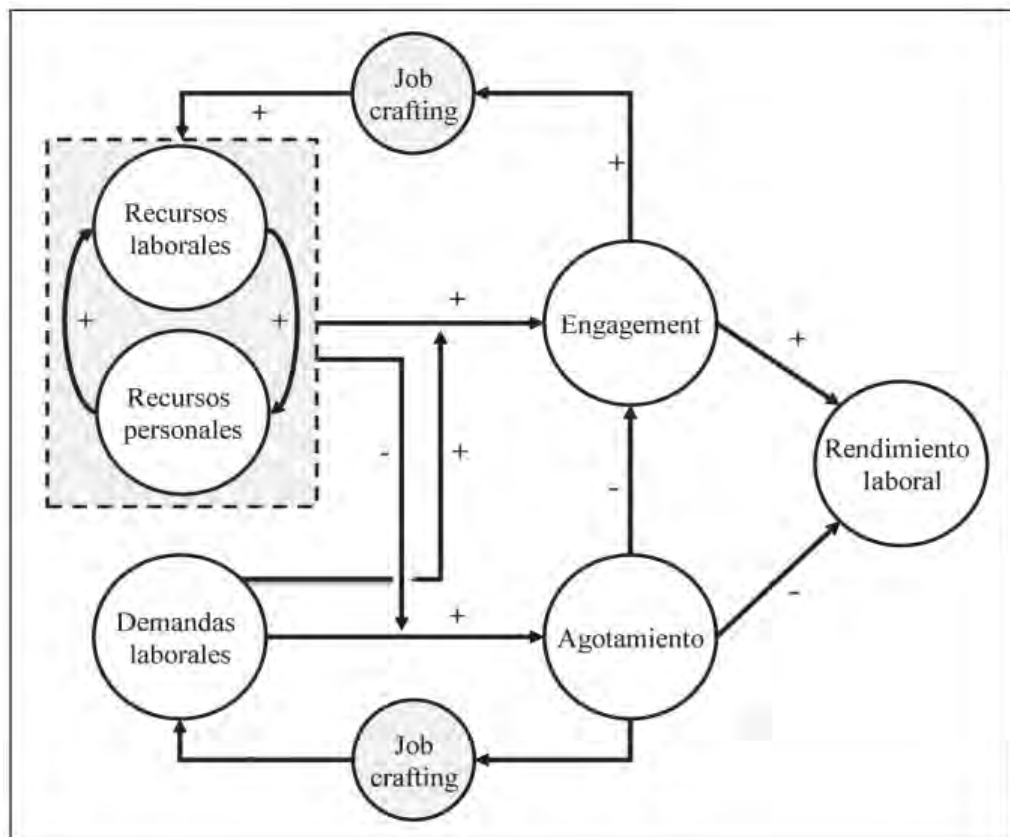 Job
crafting
+
+
Recursos
laborales
+
+
+
Engagement
+
Recursos
personales
-
+
Rendimiento
laboral
-
Demandas
laborales
+
Agotamiento
-
Job
crafting